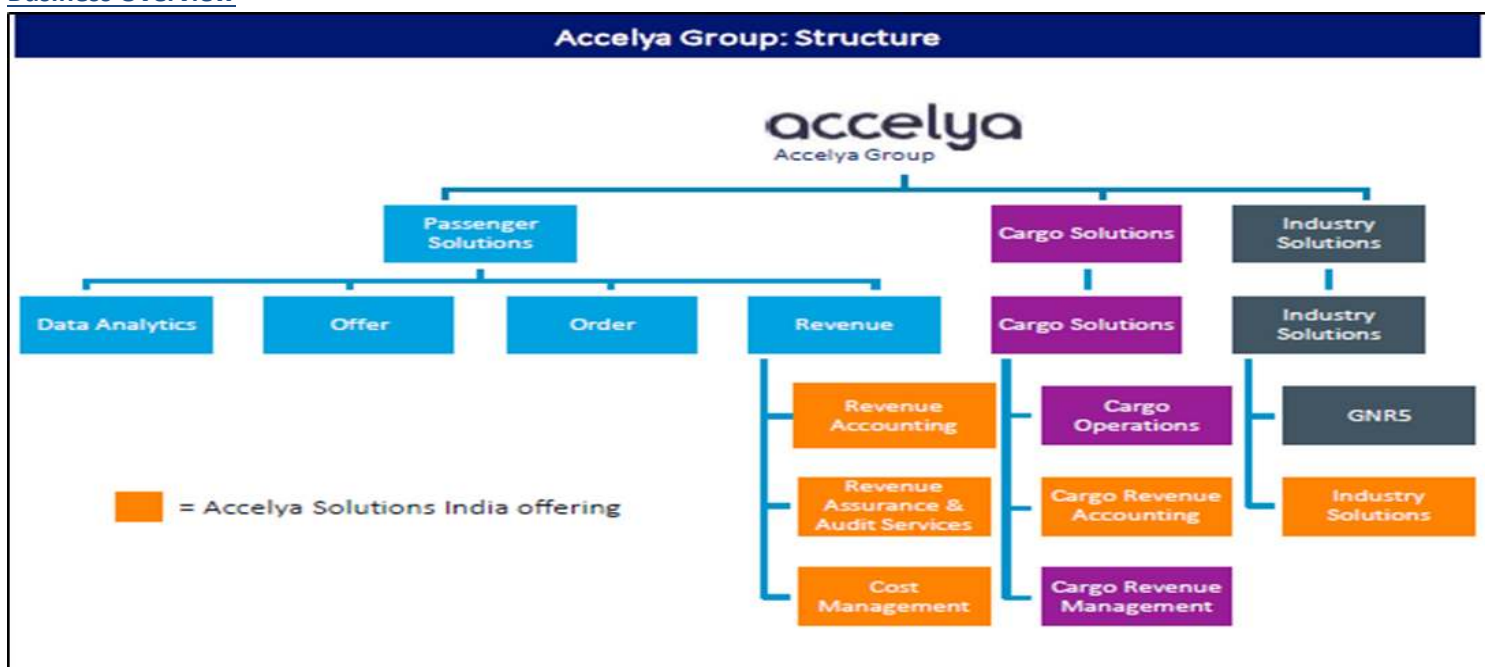 Business Overview
Accelya Group: Structure
accelya
Accelya Group
Passenger
Solutions
Cargo Solutions
Industry
Solutions
Data Analytics
Offer
Order
Revenue
Cargo Solutions
Industry
Solutions
Revenue
Accounting
Cargo
Operations
GNR5
Revenue
Assurance &
Audit Services
Cargo Revenue
Accounting
Industry
Solutions
= Accelya Solutions India offering
Cost
Management
Cargo Revenue
Management